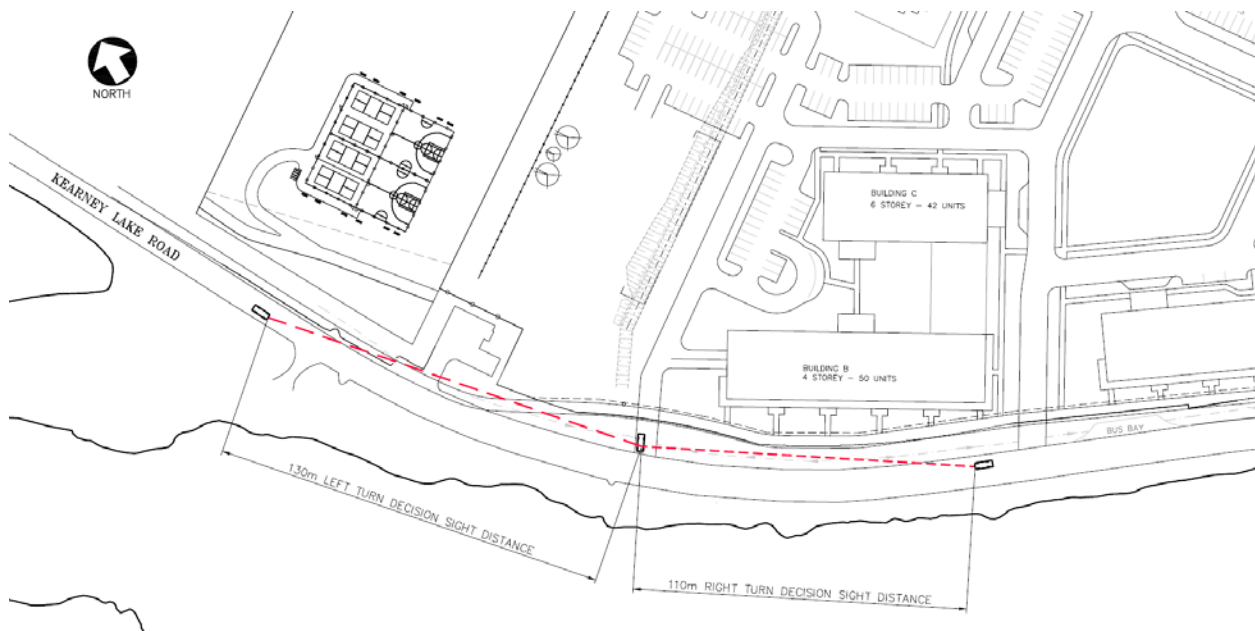 NORTH
KEARNEY LAKE ROAD
BUILDING C
6 STOREY – 42 UNITS
BUILDING B
4 STOREY – 50 UNITS
BUS BAY
130m LEFT TURN DECISION SIGHT DISTANCE
110m RIGHT TURN DECISION SIGHT DISTANCE